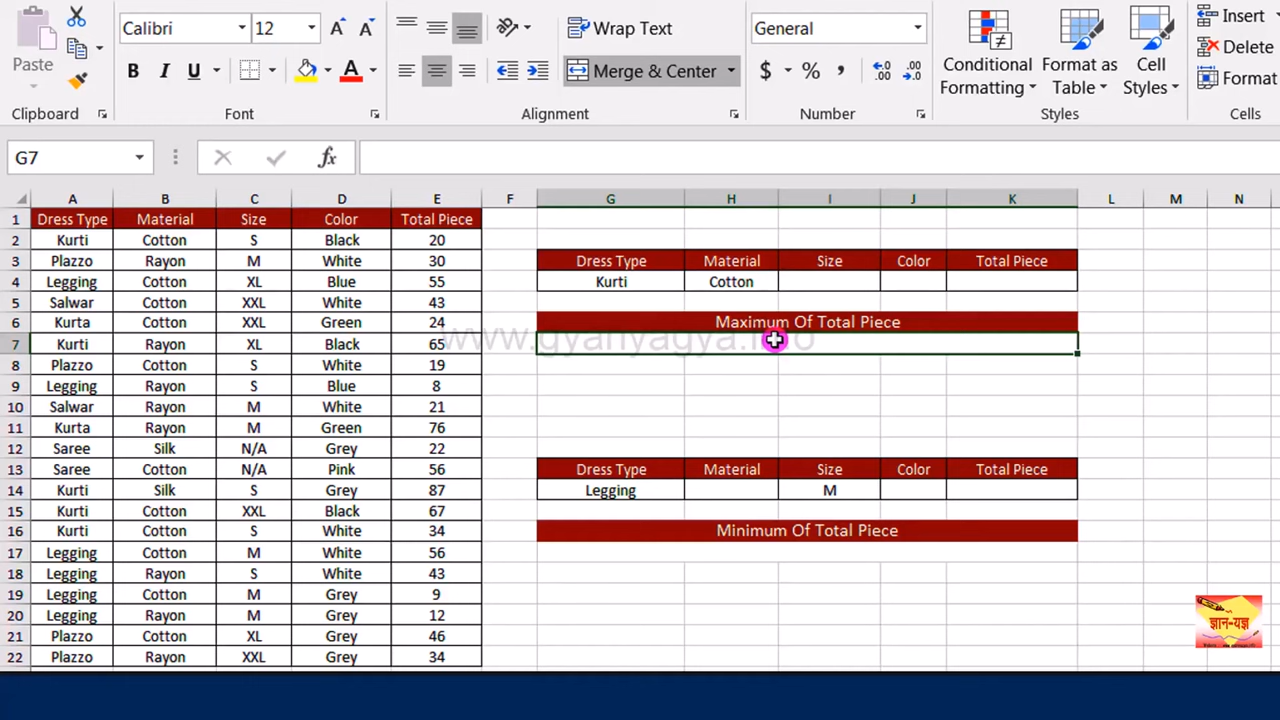 Calibri 12 Wrap Text General Insert
Paste Conditional Formatting Format as Table Cell Styles Delete
B I U A Merge & Center $ % , Format
Clipboard Font Alignment Number Styles Cells
G7 fx
A B C D E F G H I J K L M N
1 Dress Type Material Size Color Total Piece
2 Kurti Cotton S Black 20
3 Plazzo Rayon M White 30 Dress Type Material Size Color Total Piece
4 Legging Cotton XL Blue 55 Kurti Cotton
5 Salwar Cotton XXL White 43
6 Kurta Cotton XXL Green 24 Maximum Of Total Piece
7 Kurti Rayon XL Black 65
8 Plazzo Cotton S White 19
9 Legging Rayon S Blue 8
10 Salwar Rayon M White 21
11 Kurta Rayon M Green 76
12 Saree Silk N/A Grey 22
13 Saree Cotton N/A Pink 56 Dress Type Material Size Color Total Piece
14 Kurti Silk S Grey 87 Legging M
15 Kurti Cotton XXL Black 67
16 Kurti Cotton S White 34 Minimum Of Total Piece
17 Legging Cotton M White 56
18 Legging Rayon S White 43
19 Legging Cotton M Grey 9
20 Legging Rayon M Grey 12
21 Plazzo Cotton XL Grey 46
22 Plazzo Rayon XXL Grey 34
ज्ञान-यज्ञ